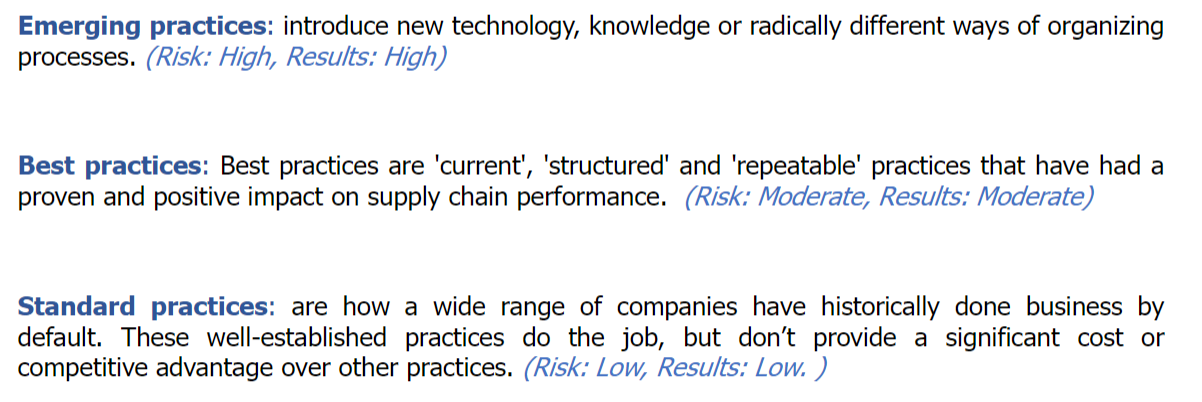 Emerging practices: introduce new technology, knowledge or radically different ways of organizing
processes. (Risk: High, Results: High)
Best practices: Best practices are 'current', 'structured' and 'repeatable' practices that have had a
proven and positive impact on supply chain performance.  (Risk: Moderate, Results: Moderate)
Standard practices: are how a wide range of companies have historically done business by
default. These well-established practices do the job, but don’t provide a significant cost or
competitive advantage over other practices. (Risk: Low, Results: Low. )